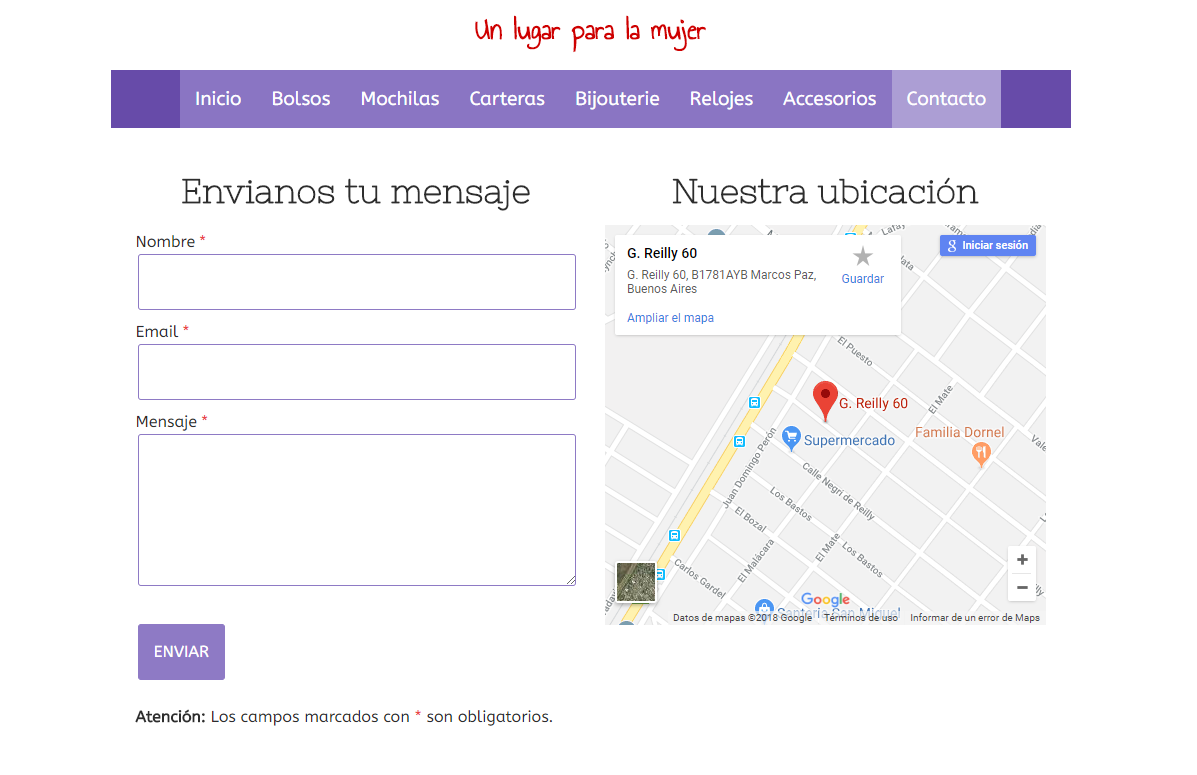 Un lugar para la mujer
Inicio Bolsos Mochilas Carteras Bijouterie Relojes Accesorios Contacto
Envianos tu mensaje
Nombre *
Email *
Mensaje *
ENVIAR
Atención: Los campos marcados con * son obligatorios.
Nuestra ubicación
G. Reilly 60
G. Reilly 60, B1781AYB Marcos Paz,
Buenos Aires
Ampliar el mapa
Guardar
Iniciar sesión
El Puesto
El Mate
G. Reilly 60
Familia Dornel
Supermercado
Juan Domingo Perón
Calle Negri de Reilly
Los Bastos
El Bozal
El Mate
Los Bastos
El Malácara
Carlos Gardel
Google
Santería San Miguel
Datos de mapas ©2018 Google Términos de uso Informar de un error de Maps